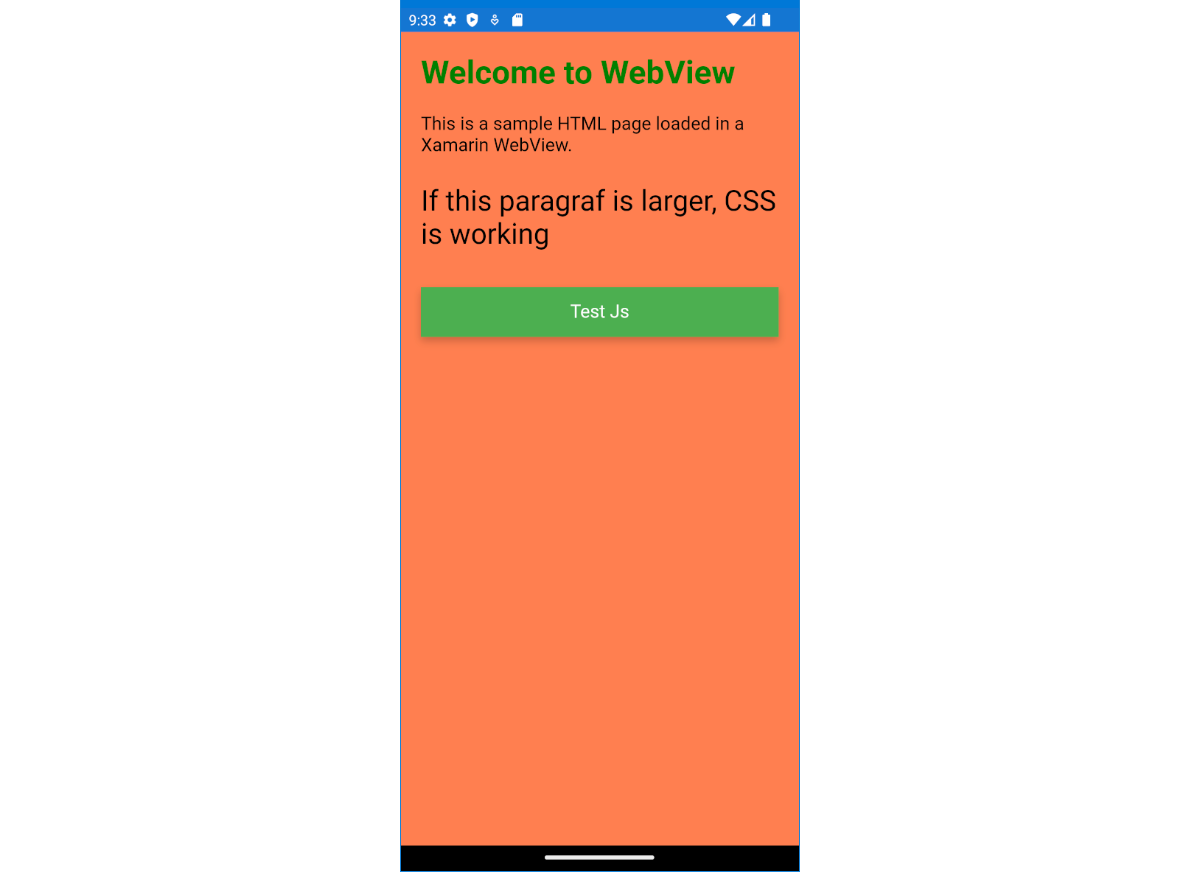 9:33
Welcome to WebView
This is a sample HTML page loaded in a
Xamarin WebView.
If this paragraf is larger, CSS
is working
Test Js